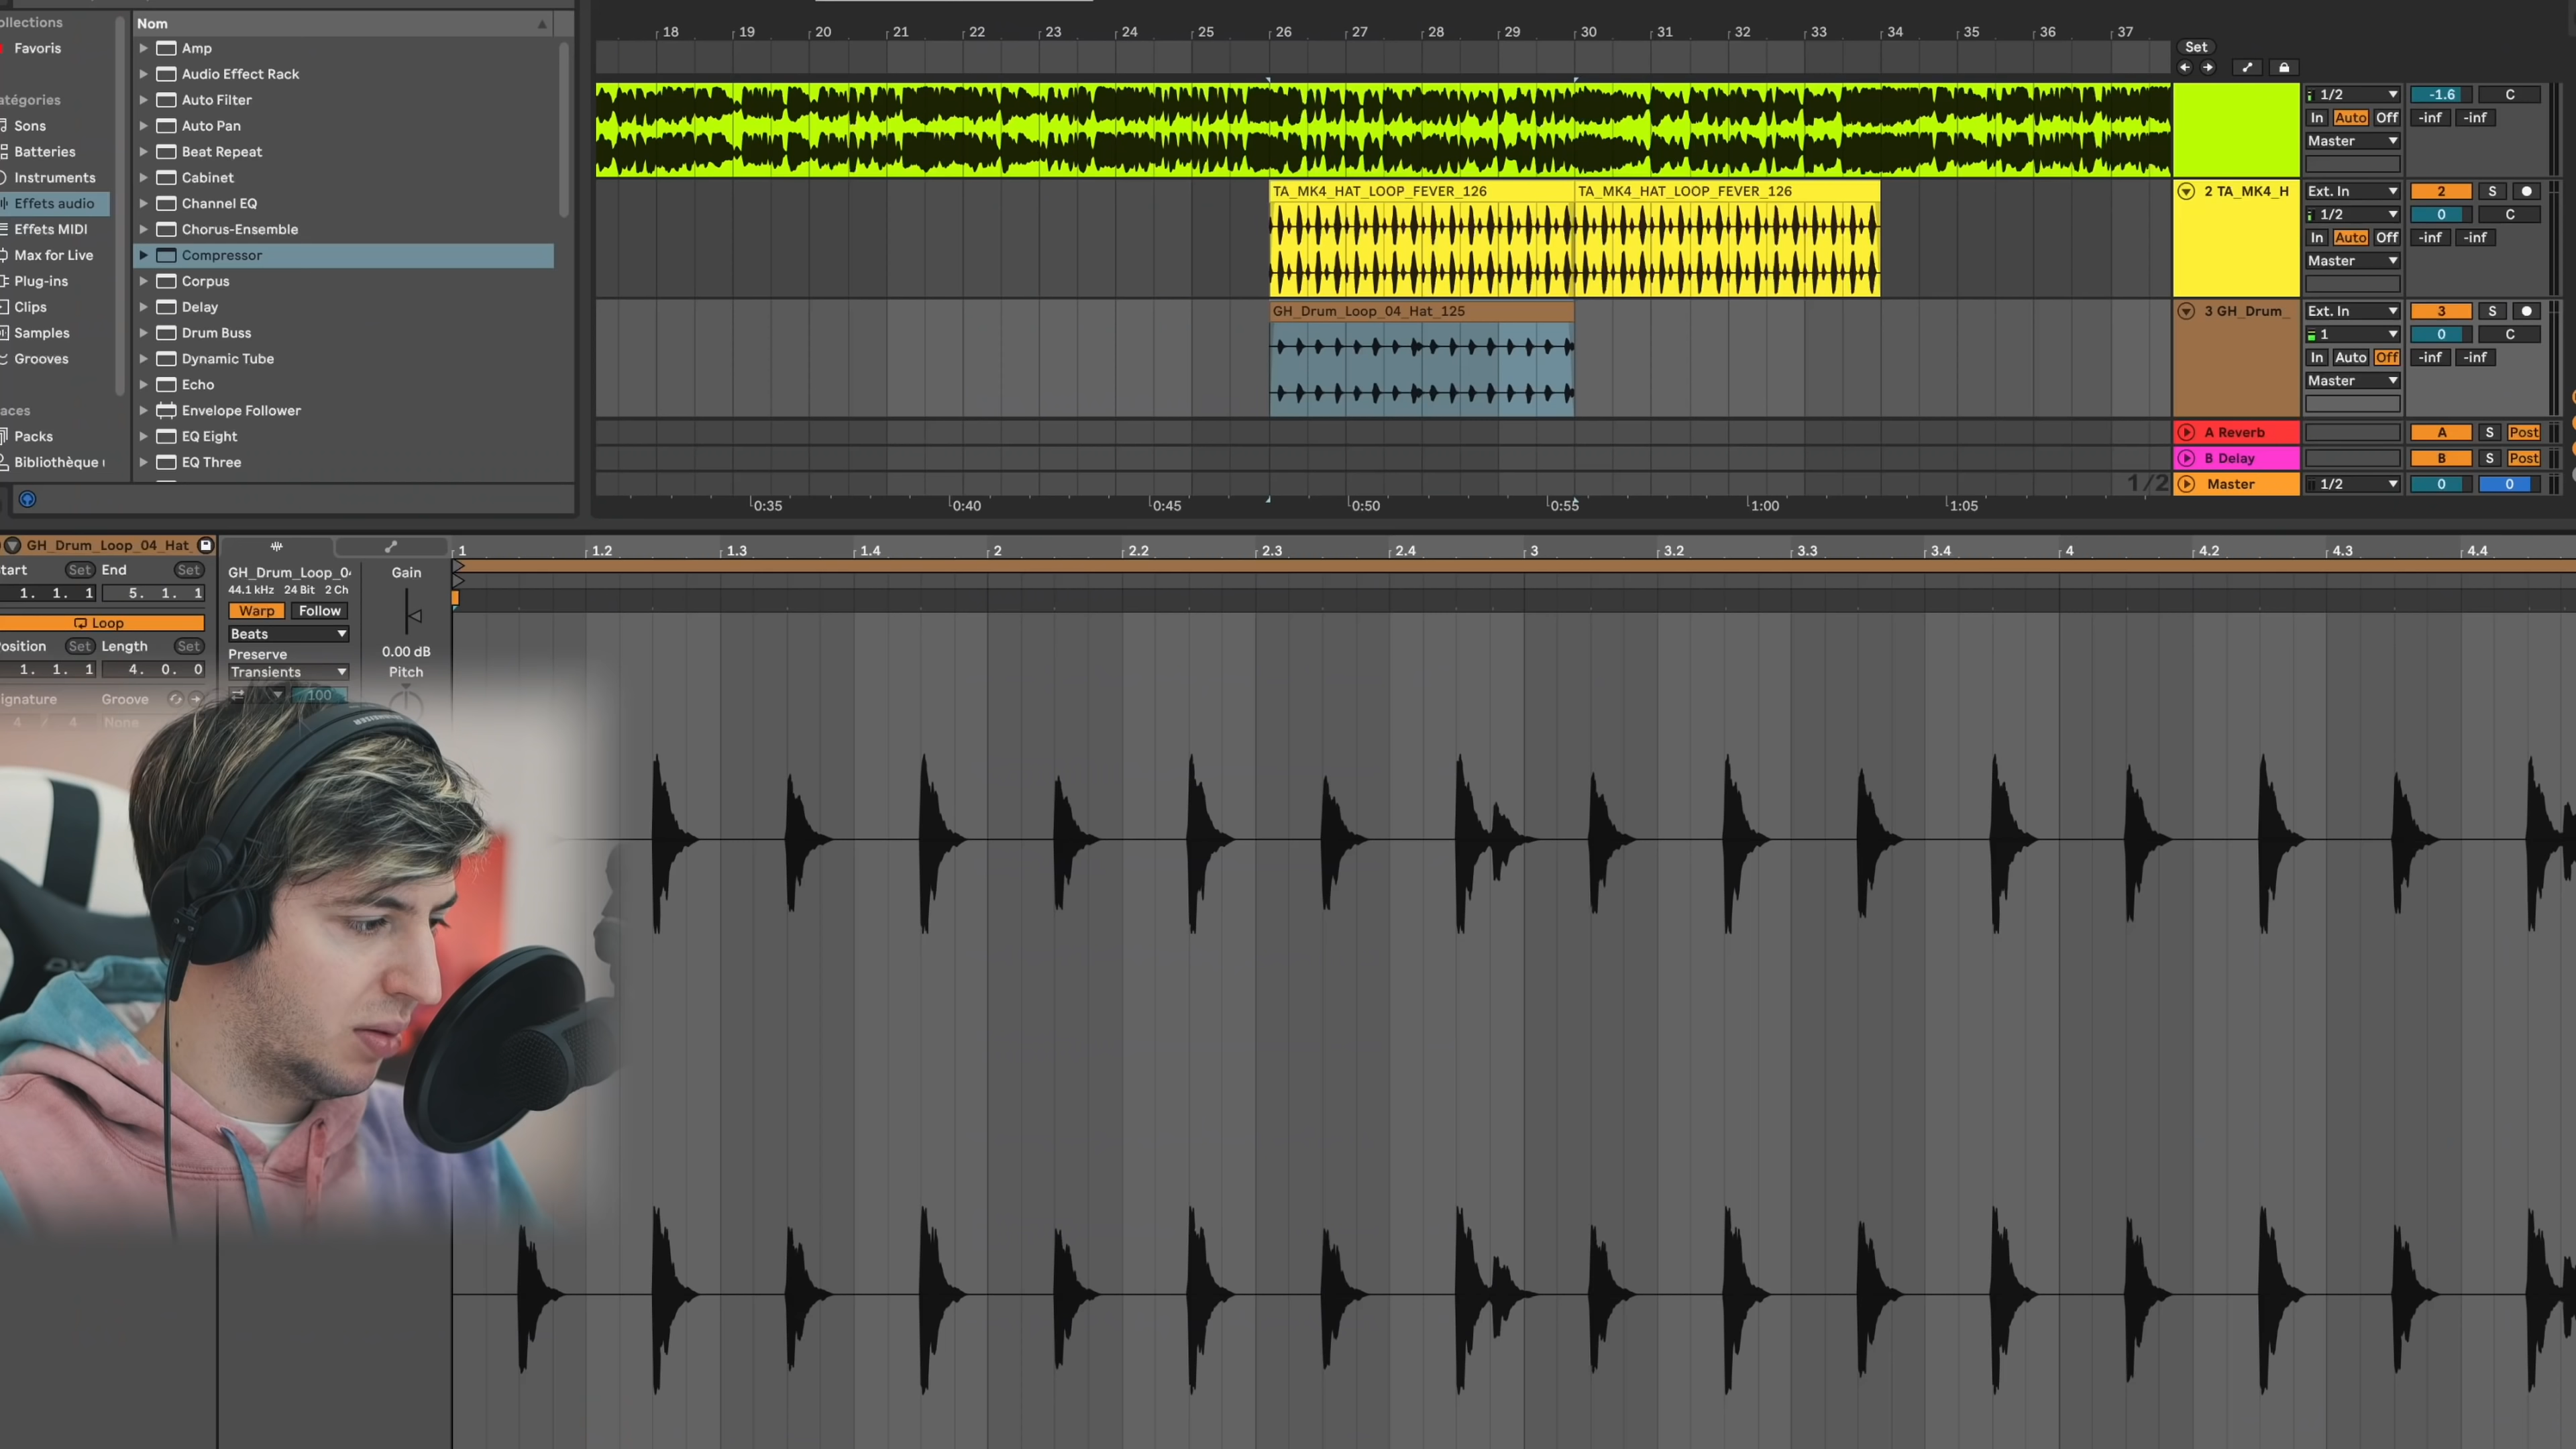 ollections
Favoris
atégories
Sons
Batteries
Instruments
Effets audio
Effets MIDI
Max for Live
Plug-ins
Clips
Samples
Grooves
aces
Packs
Bibliothèque
Nom
Amp
Audio Effect Rack
Auto Filter
Auto Pan
Beat Repeat
Cabinet
Channel EQ
Chorus-Ensemble
Compressor
Corpus
Delay
Drum Buss
Dynamic Tube
Echo
Envelope Follower
EQ Eight
EQ Three
18 19 20 21 22 23 24 25 26 27 28 29 30 31 32 33 34 35 36 37
Set
TA_MK4_HAT_LOOP_FEVER_126 TA_MK4_HAT_LOOP_FEVER_126
GH_Drum_Loop_04_Hat_125
1/2
0:35 0:40 0:45 0:50 0:55 1:00 1:05
1/2 -1.6 C
In Auto Off -inf -inf
Master
2 TA_MK4_H Ext. In 2 S
1/2 0 C
In Auto Off -inf -inf
Master
3 GH_Drum_ Ext. In 3 S
1 0 C
In Auto Off -inf -inf
Master
A Reverb A S Post
B Delay B S Post
Master 1/2 0 0
GH_Drum_Loop_04_Hat
tart Set End Set
1. 1. 1 5. 1. 1
Loop
osition Set Length Set
1. 1. 1 4. 0. 0
ignature Groove
4 / 4 None
GH_Drum_Loop_04
44.1 kHz 24 Bit 2 Ch
Warp Follow
Beats
Preserve
Transients
100
Gain
0.00 dB
Pitch
1 1.2 1.3 1.4 2 2.2 2.3 2.4 3 3.2 3.3 3.4 4 4.2 4.3 4.4